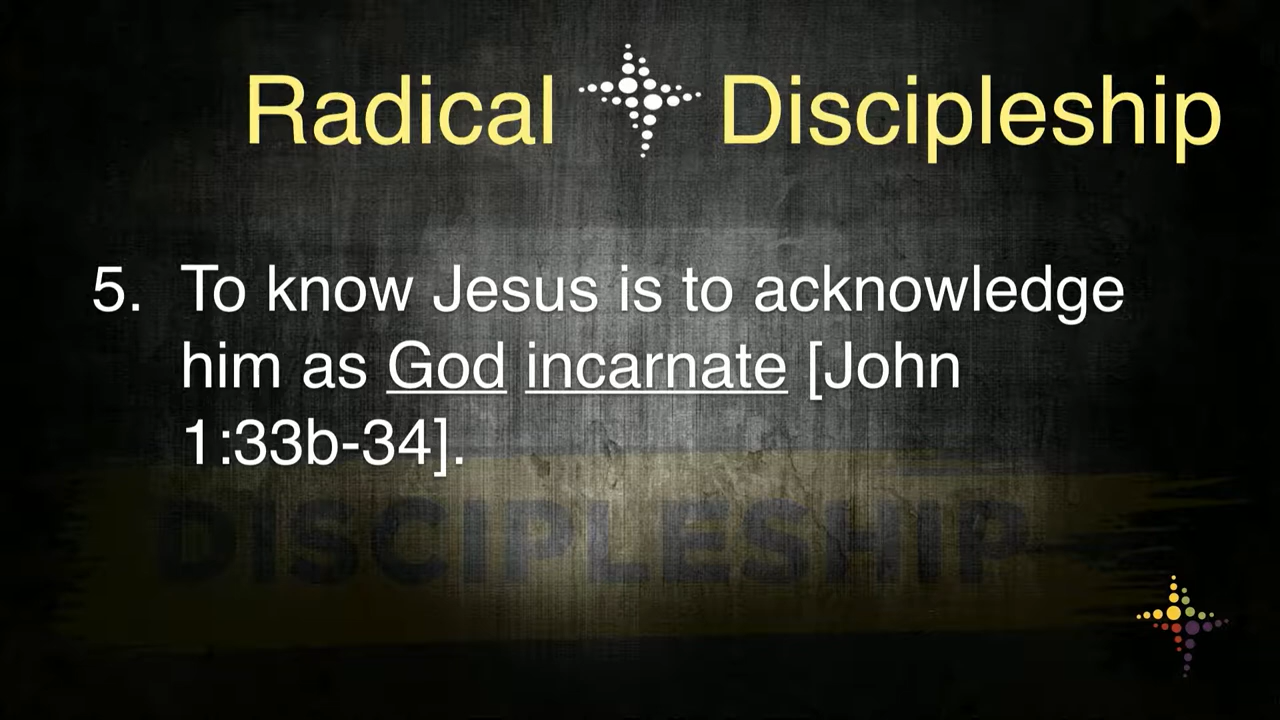 Radical Discipleship
5. To know Jesus is to acknowledge
him as God incarnate [John
1:33b-34].
DISCIPLESHIP